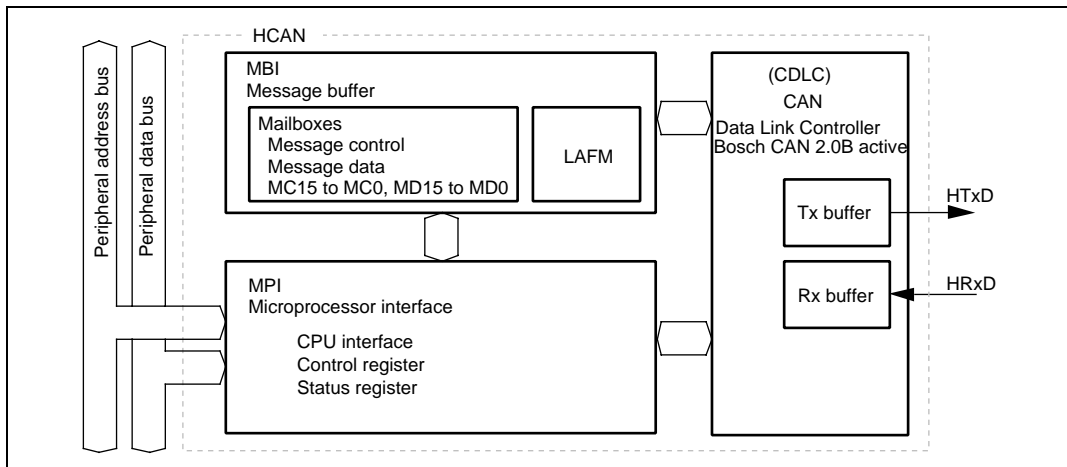 HCAN
Peripheral address bus
Peripheral data bus
MBI
Message buffer
Mailboxes
Message control
Message data
MC15 to MC0, MD15 to MD0
LAFM
MPI
Microprocessor interface
CPU interface
Control register
Status register
(CDLC)
CAN
Data Link Controller
Bosch CAN 2.0B active
Tx buffer
HTxD
Rx buffer
HRxD